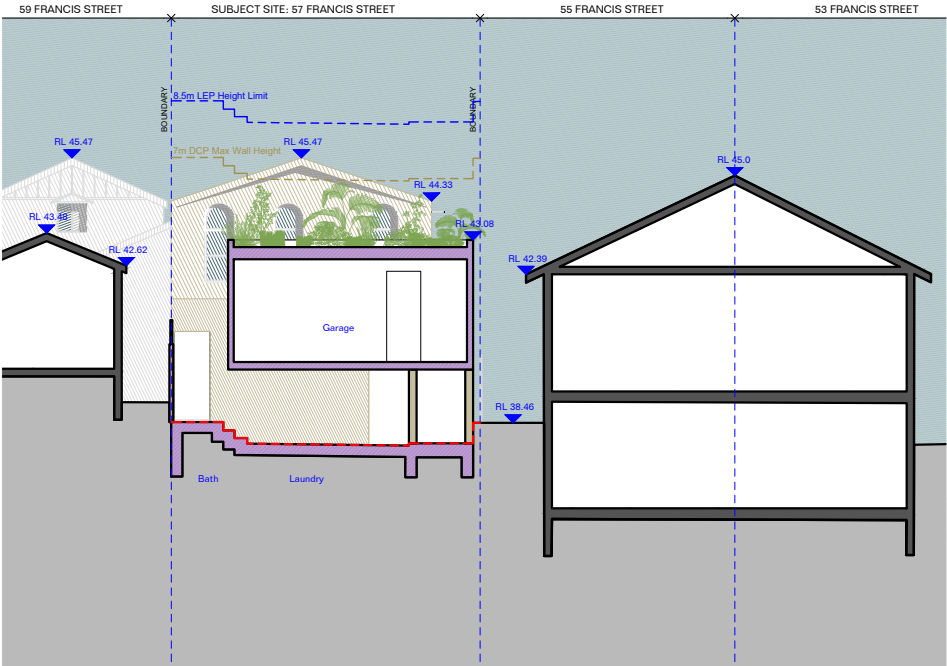 59 FRANCIS STREET
SUBJECT SITE: 57 FRANCIS STREET
55 FRANCIS STREET
53 FRANCIS STREET
BOUNDARY
8.5m LEP Height Limit
BOUNDARY
RL 45.47
RL 45.47
7m DCP Max Wall Height
RL 45.0
RL 44.33
RL 43.48
RL 43.08
RL 42.62
RL 42.39
Garage
RL 38.46
Bath
Laundry